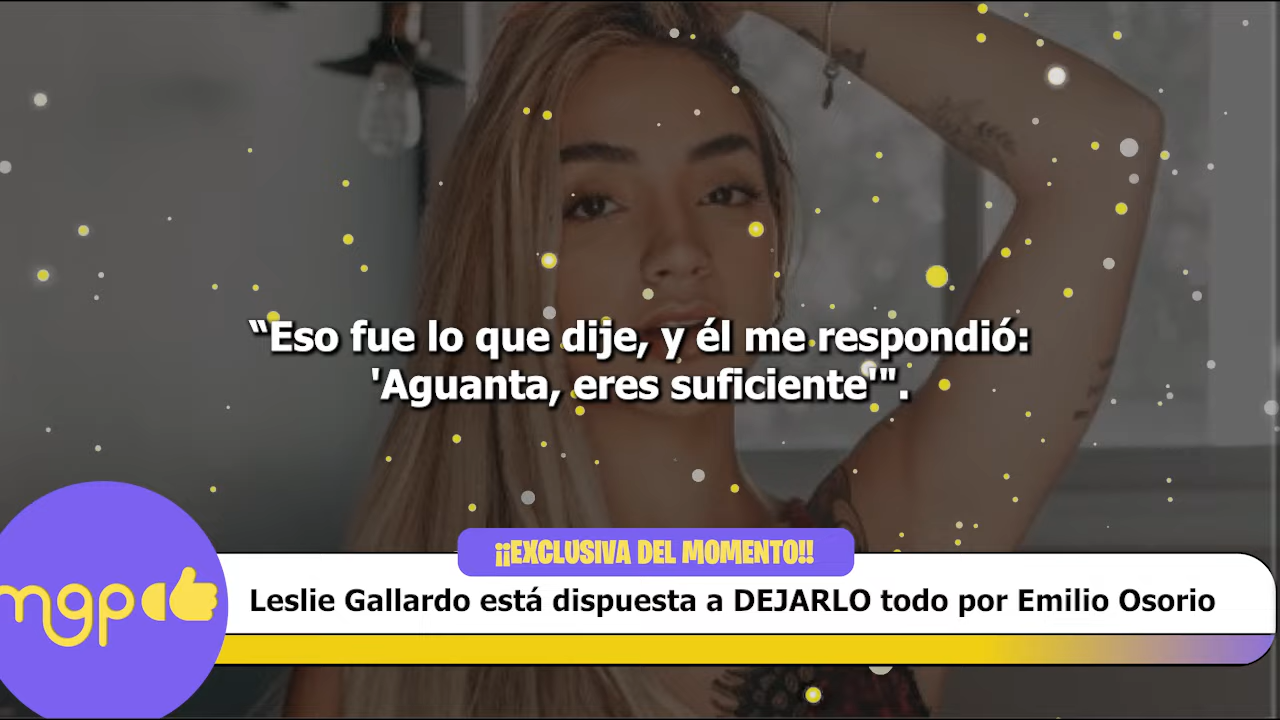 “Eso fue lo que dije, y él me respondió:
'Aguanta, eres suficiente'".
¡¡EXCLUSIVA DEL MOMENTO!!
mgp
Leslie Gallardo está dispuesta a DEJARLO todo por Emilio Osorio